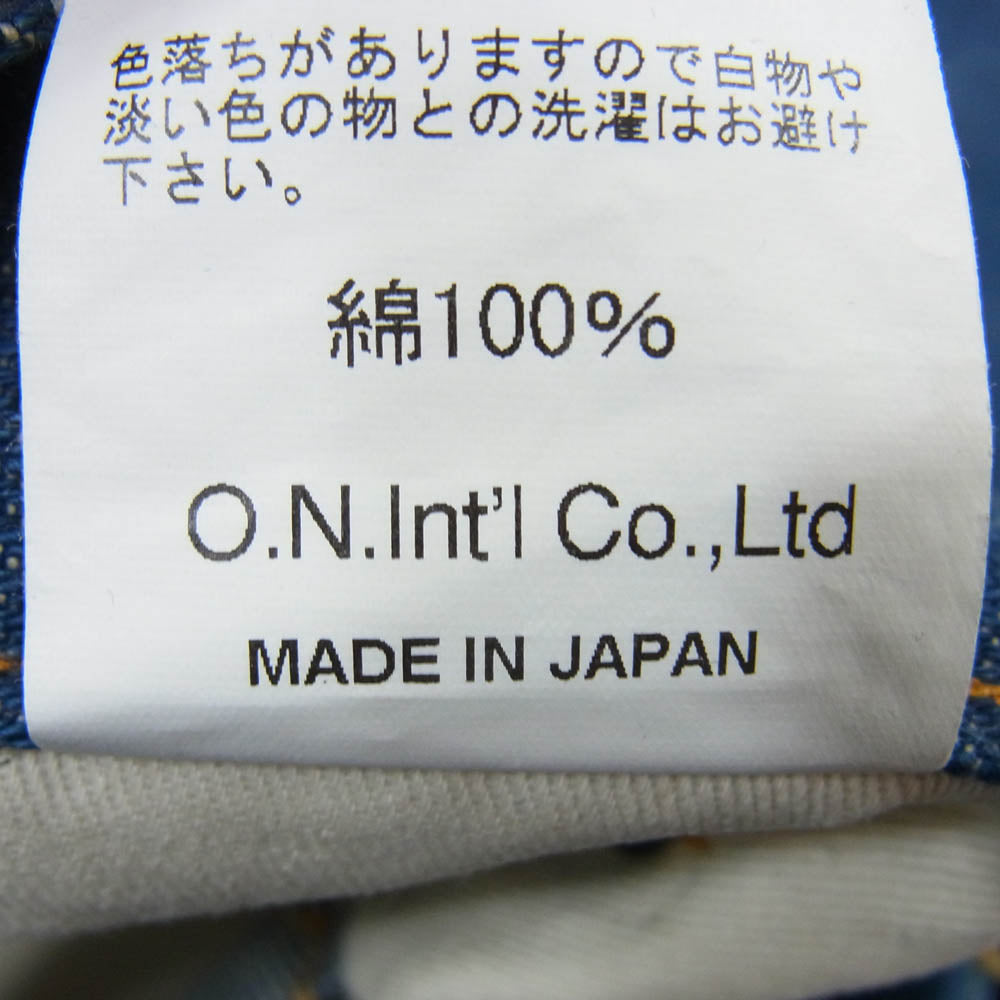 色落ちがありますので白物や
淡い色の物との洗濯はお避け
下さい。
綿100%
O.N.Int'l Co.,Ltd
MADE IN JAPAN